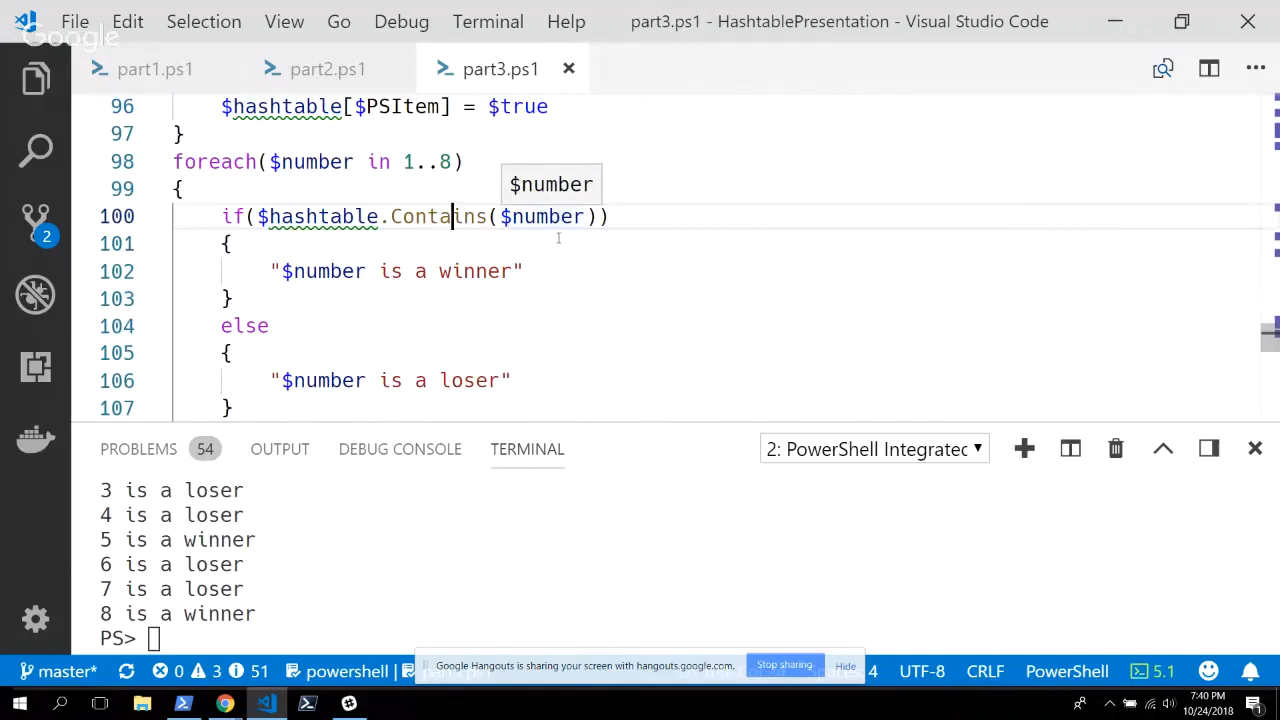 File Edit Selection View Go Debug Terminal Help part3.ps1 - HashtablePresentation - Visual Studio Code
Google
part1.ps1 part2.ps1 part3.ps1
96 $hashtable[$PSItem] = $true
97 }
98 foreach($number in 1..8)
99 {
$number
100 if($hashtable.Contains($number))
101 {
102 "$number is a winner"
103 }
104 else
105 {
106 "$number is a loser"
107 }
2
PROBLEMS 54 OUTPUT DEBUG CONSOLE TERMINAL 2: PowerShell Integratec
3 is a loser
4 is a loser
5 is a winner
6 is a loser
7 is a loser
8 is a winner
PS>
Google Hangouts is sharing your screen with hangouts.google.com. Stop sharing Hide
master* 0 3 51 powershell 4 UTF-8 CRLF PowerShell 5.1
7:40 PM
10/24/2018
1